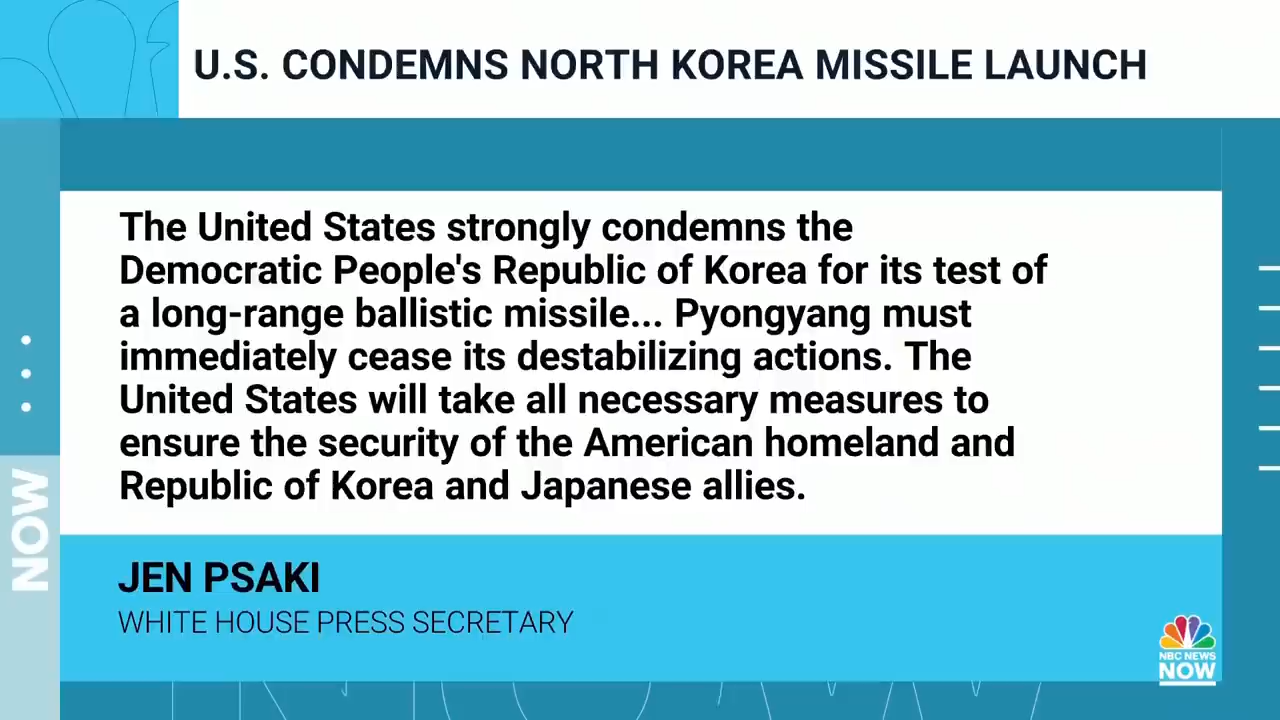 U.S. CONDEMNS NORTH KOREA MISSILE LAUNCH
The United States strongly condemns the
Democratic People's Republic of Korea for its test of
a long-range ballistic missile... Pyongyang must
immediately cease its destabilizing actions. The
United States will take all necessary measures to
ensure the security of the American homeland and
Republic of Korea and Japanese allies.
JEN PSAKI
WHITE HOUSE PRESS SECRETARY
NOW
NBC NEWS
NOW